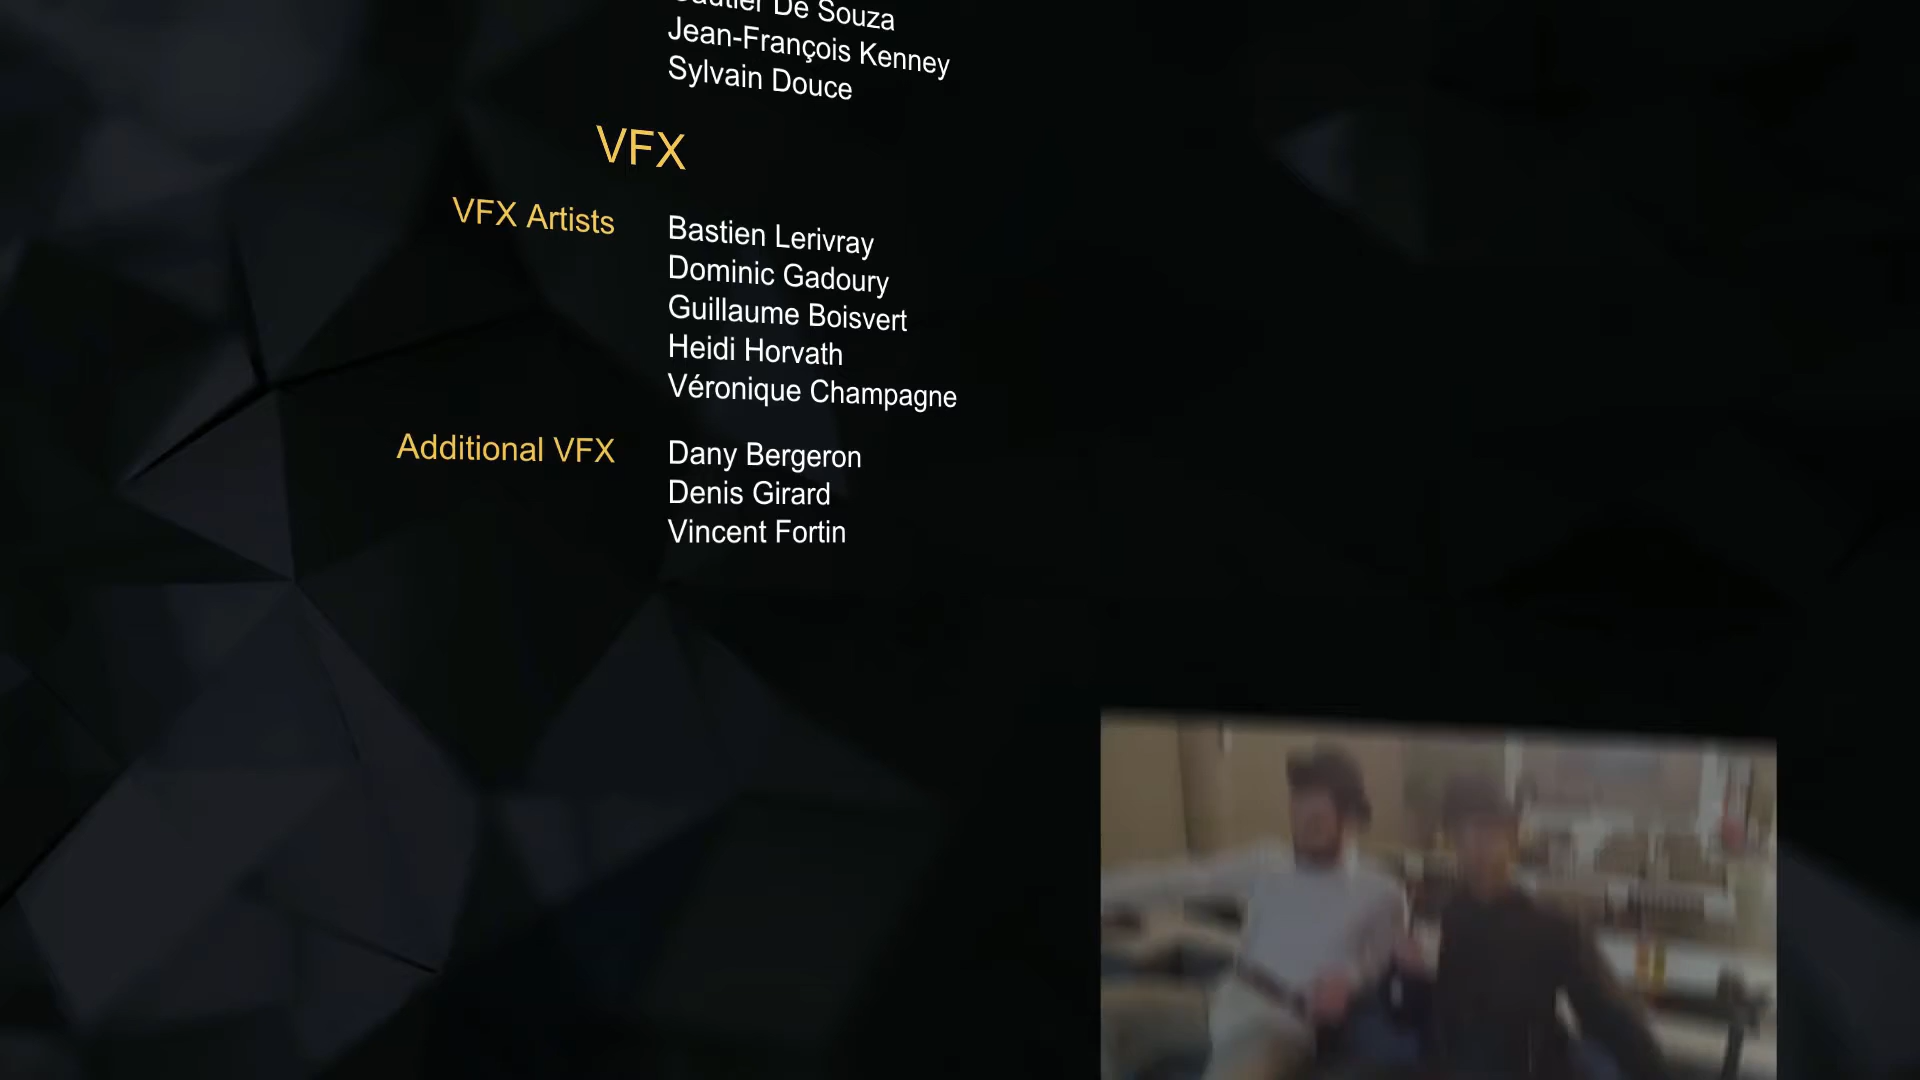 De Souza
Jean-François Kenney
Sylvain Douce
VFX
VFX Artists
Bastien Lerivray
Dominic Gadoury
Guillaume Boisvert
Heidi Horvath
Véronique Champagne
Additional VFX
Dany Bergeron
Denis Girard
Vincent Fortin